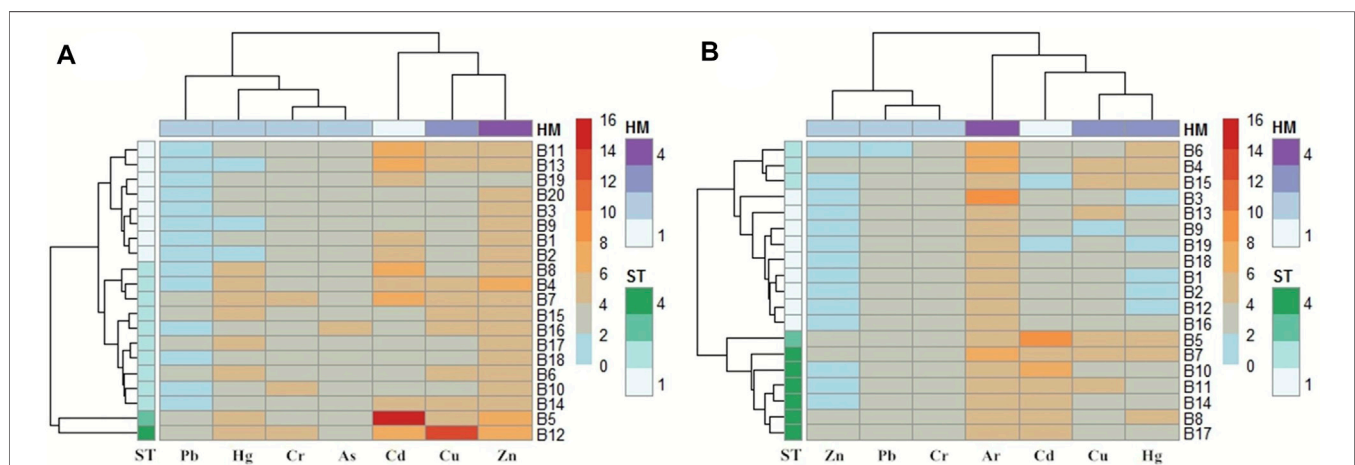 A
HM
B11
B13
B19
B20
B3
B9
B1
B2
B8
B4
B7
B15
B16
B17
B18
B6
B10
B14
B5
B12
ST Pb Hg Cr As Cd Cu Zn
16
14
12
10
8
6
4
2
0
HM
4
1
ST
4
1
B
HM
B6
B4
B15
B3
B13
B9
B19
B18
B1
B2
B12
B16
B5
B7
B10
B11
B14
B8
B17
ST Zn Pb Cr Ar Cd Cu Hg
16
14
12
10
8
6
4
2
0
HM
4
1
ST
4
1